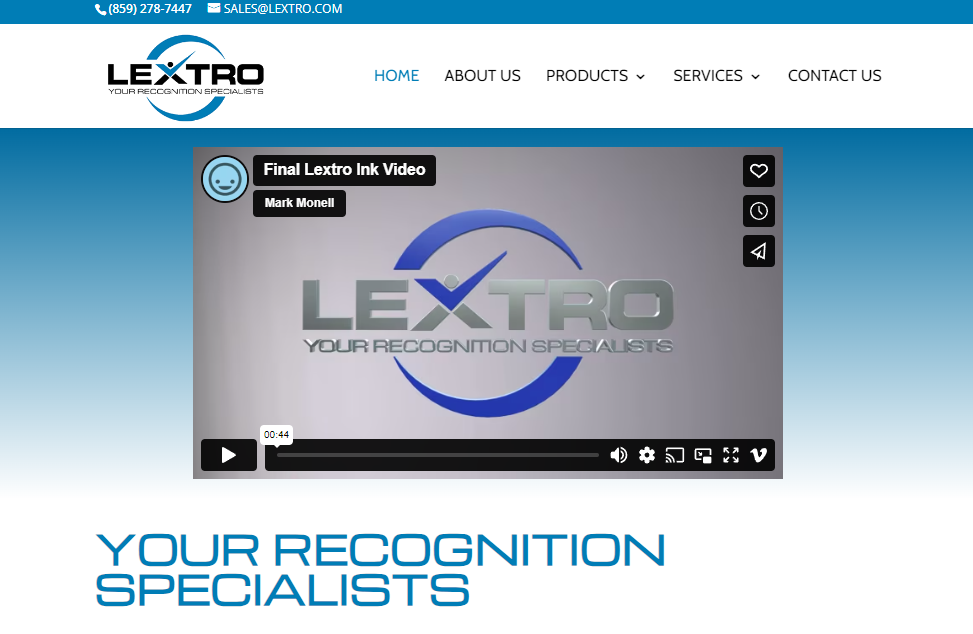 (859) 278-7447 SALES@LEXTRO.COM
LEXTRO
YOUR RECOGNITION SPECIALISTS
HOME ABOUT US PRODUCTS SERVICES CONTACT US
Final Lextro Ink Video
Mark Monell
LEXTRO
YOUR RECOGNITION SPECIALISTS
00:44
YOUR RECOGNITION
SPECIALISTS